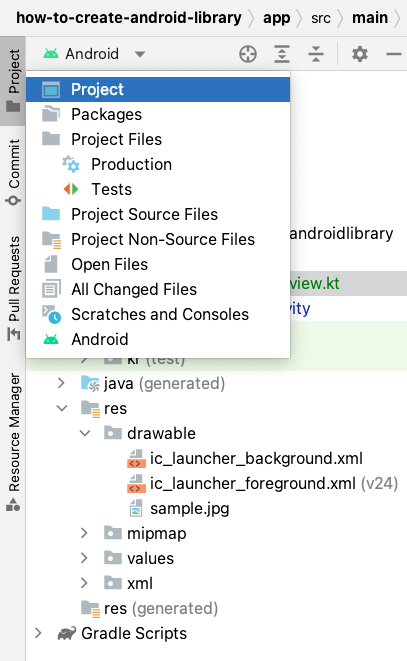 how-to-create-android-library app src main
Android
Project
Commit
Pull Requests
Resource Manager
Project
Packages
Project Files
Production
Tests
Project Source Files
Project Non-Source Files
androidlibrary
Open Files
view.kt
All Changed Files
Scratches and Consoles
Android
(test)
java (generated)
res
drawable
ic_launcher_background.xml
ic_launcher_foreground.xml (v24)
sample.jpg
mipmap
values
xml
res (generated)
Gradle Scripts